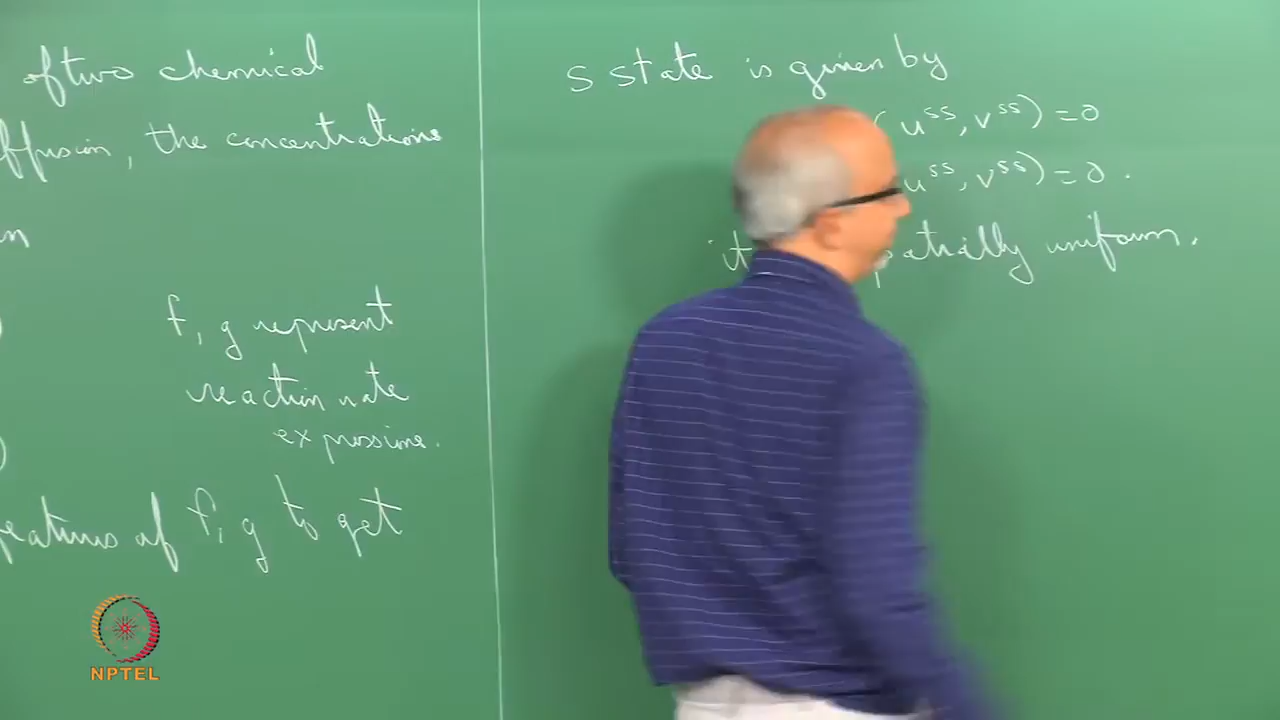 of two chemical
ffusion, the concentrations
n
f, g represent
reaction rate
expressions.
)
features of f, g to get
S State is given by
( u^ss, v^ss ) = 0
u^ss, v^ss ) = 0 .
it patially uniform.
NPTEL